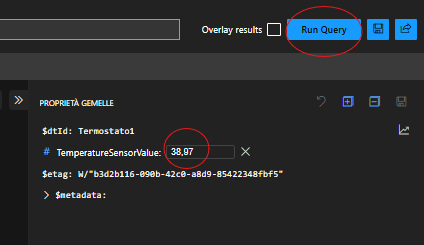 Overlay results
Run Query
PROPRIETÀ GEMELLE
$dtId: Termostato1
# TemperatureSensorValue: 38,97
$etag: W/"b3d2b116-090b-42c0-a8d9-85422348fbf5"
$metadata: